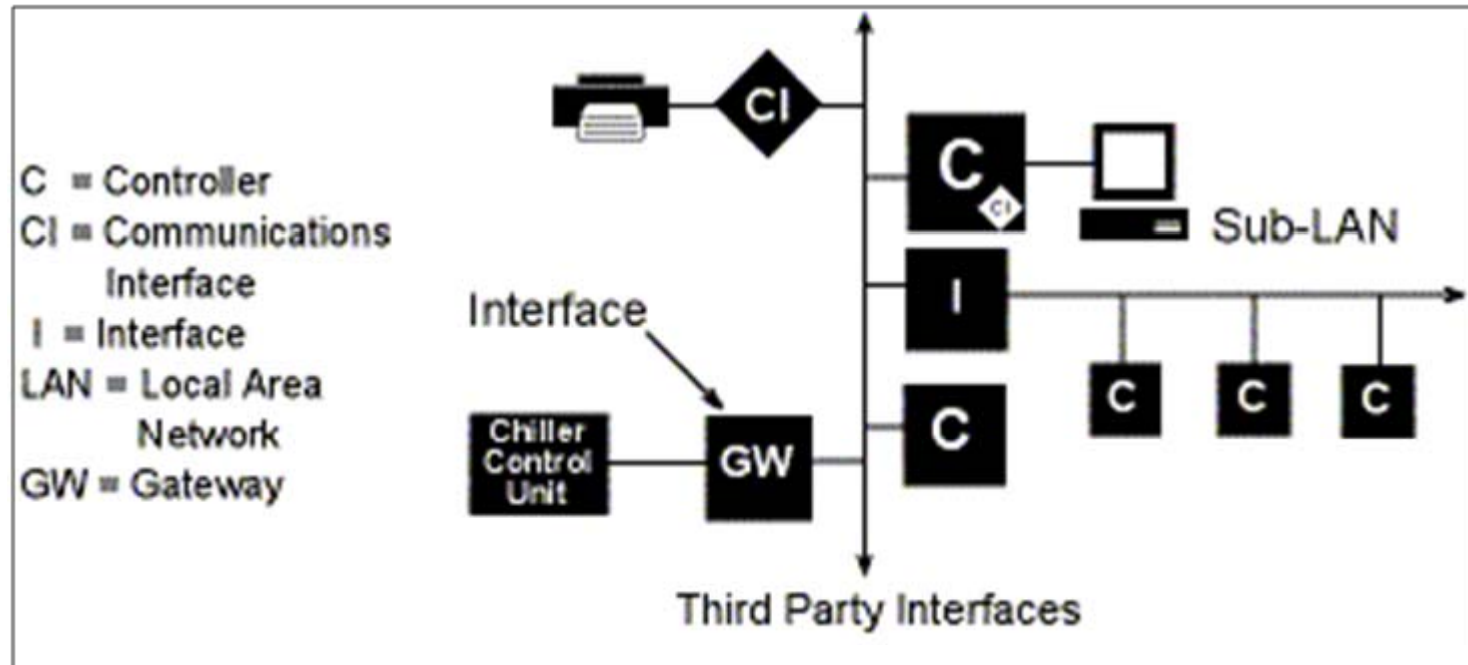 C = Controller
CI = Communications
Interface
I = Interface
LAN = Local Area
Network
GW = Gateway
CI
C
CI
Sub-LAN
I
Interface
C
C
C
Chiller
Control
Unit
GW
C
Third Party Interfaces